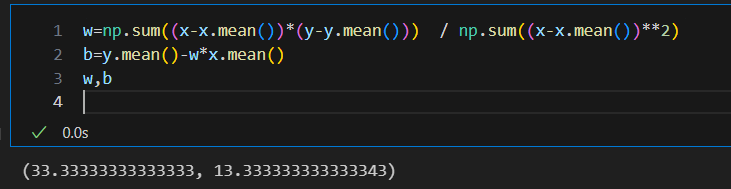 1 w=np.sum((x-x.mean())*(y-y.mean())) / np.sum((x-x.mean())**2)
2 b=y.mean()-w*x.mean()
3 w,b
4
0.0s
(33.33333333333333, 13.333333333333343)